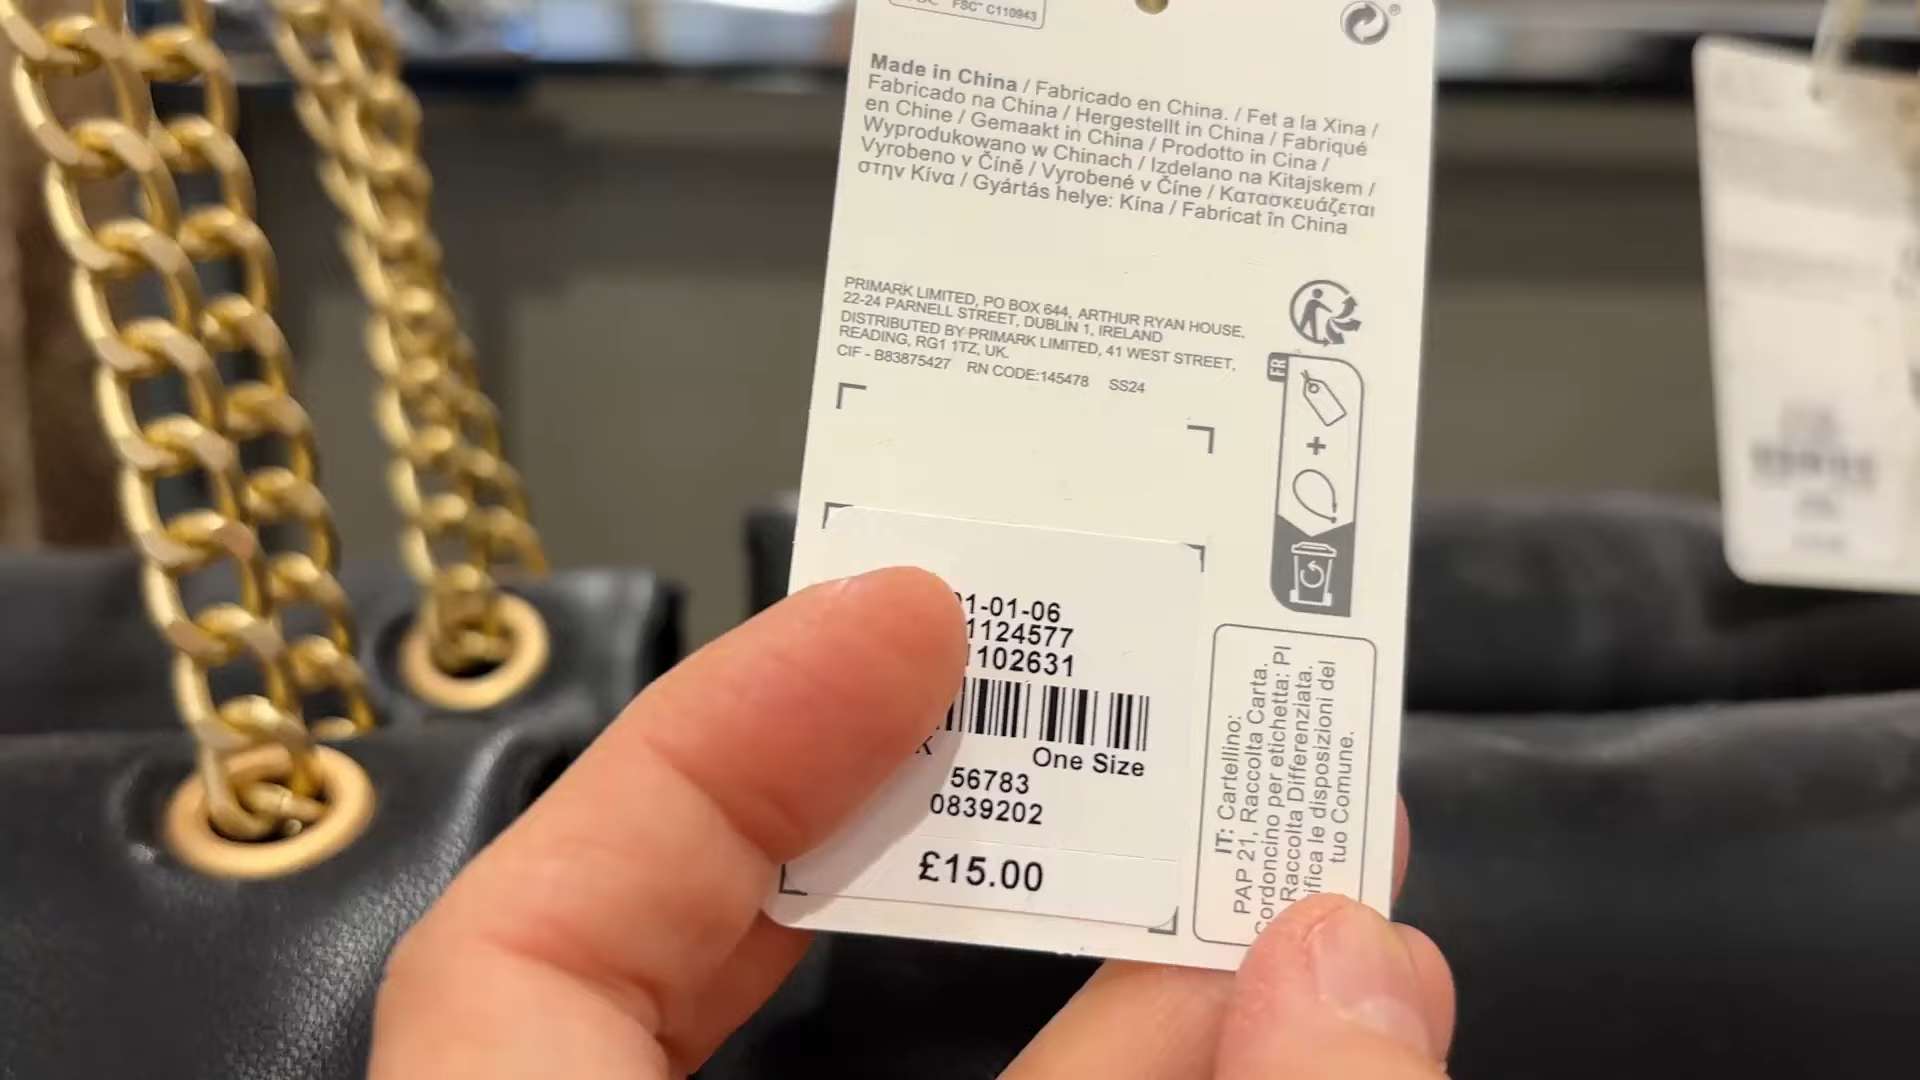 FSC™ C110943
Made in China / Fabricado en China. / Fet a la Xina /
Fabricado na China / Hergestellt in China / Fabriqué
en Chine / Gemaakt in China / Prodotto in Cina /
Wyprodukowano w Chinach / Izdelano na Kitajskem /
Vyrobeno v Číně / Vyrobené v Číne / Κατασκευάζεται
στην Κίνα / Gyártás helye: Kína / Fabricat în China
PRIMARK LIMITED, PO BOX 644, ARTHUR RYAN HOUSE,
22-24 PARNELL STREET, DUBLIN 1, IRELAND
DISTRIBUTED BY PRIMARK LIMITED, 41 WEST STREET,
READING, RG1 1TZ, UK.
CIF - B83875427 RN CODE:145478 SS24
FR
1-01-06
1124577
102631
K One Size
56783
0839202
£15.00
IT: Cartellino:
PAP 21, Raccolta Carta.
ordoncino per etichetta: Pl
Raccolta Differenziata.
ifica le disposizioni del
tuo Comune.